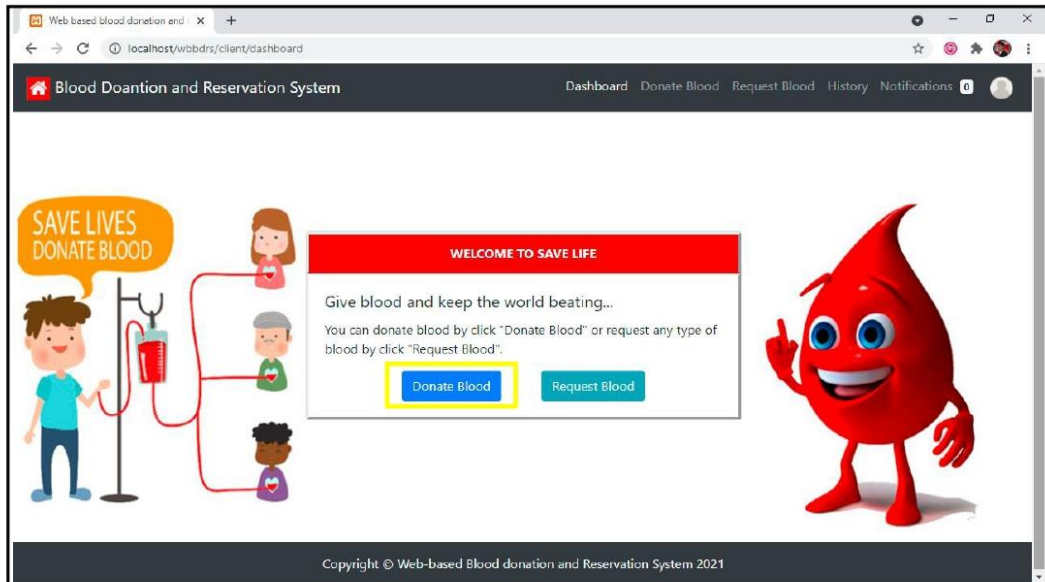 Web based blood donation and r
localhost/wbbdrs/client/dashboard
Blood Doantion and Reservation System
Dashboard Donate Blood Request Blood History Notifications 0
SAVE LIVES
DONATE BLOOD
WELCOME TO SAVE LIFE
Give blood and keep the world beating...
You can donate blood by click "Donate Blood" or request any type of
blood by click "Request Blood".
Donate Blood Request Blood
Copyright © Web-based Blood donation and Reservation System 2021